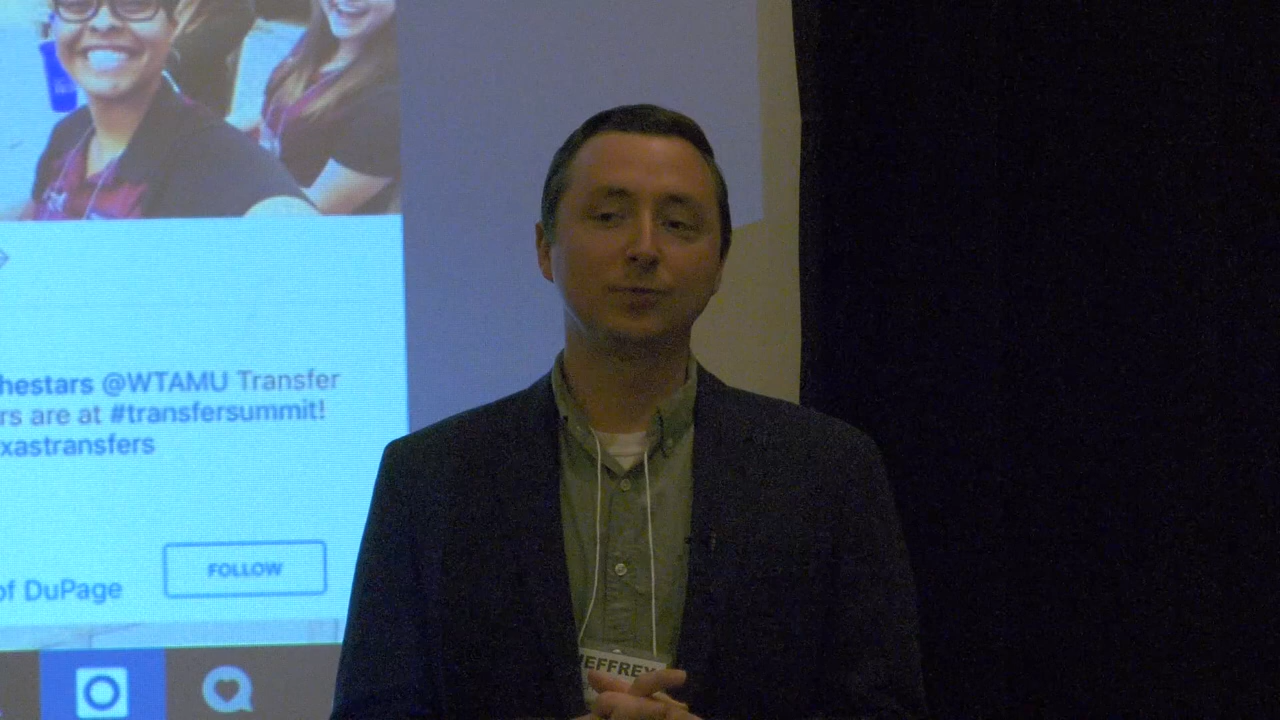 hestars @WTAMU Transfer
rs are at #transfersummit!
xastransfers
FOLLOW
of DuPage
JEFFREY